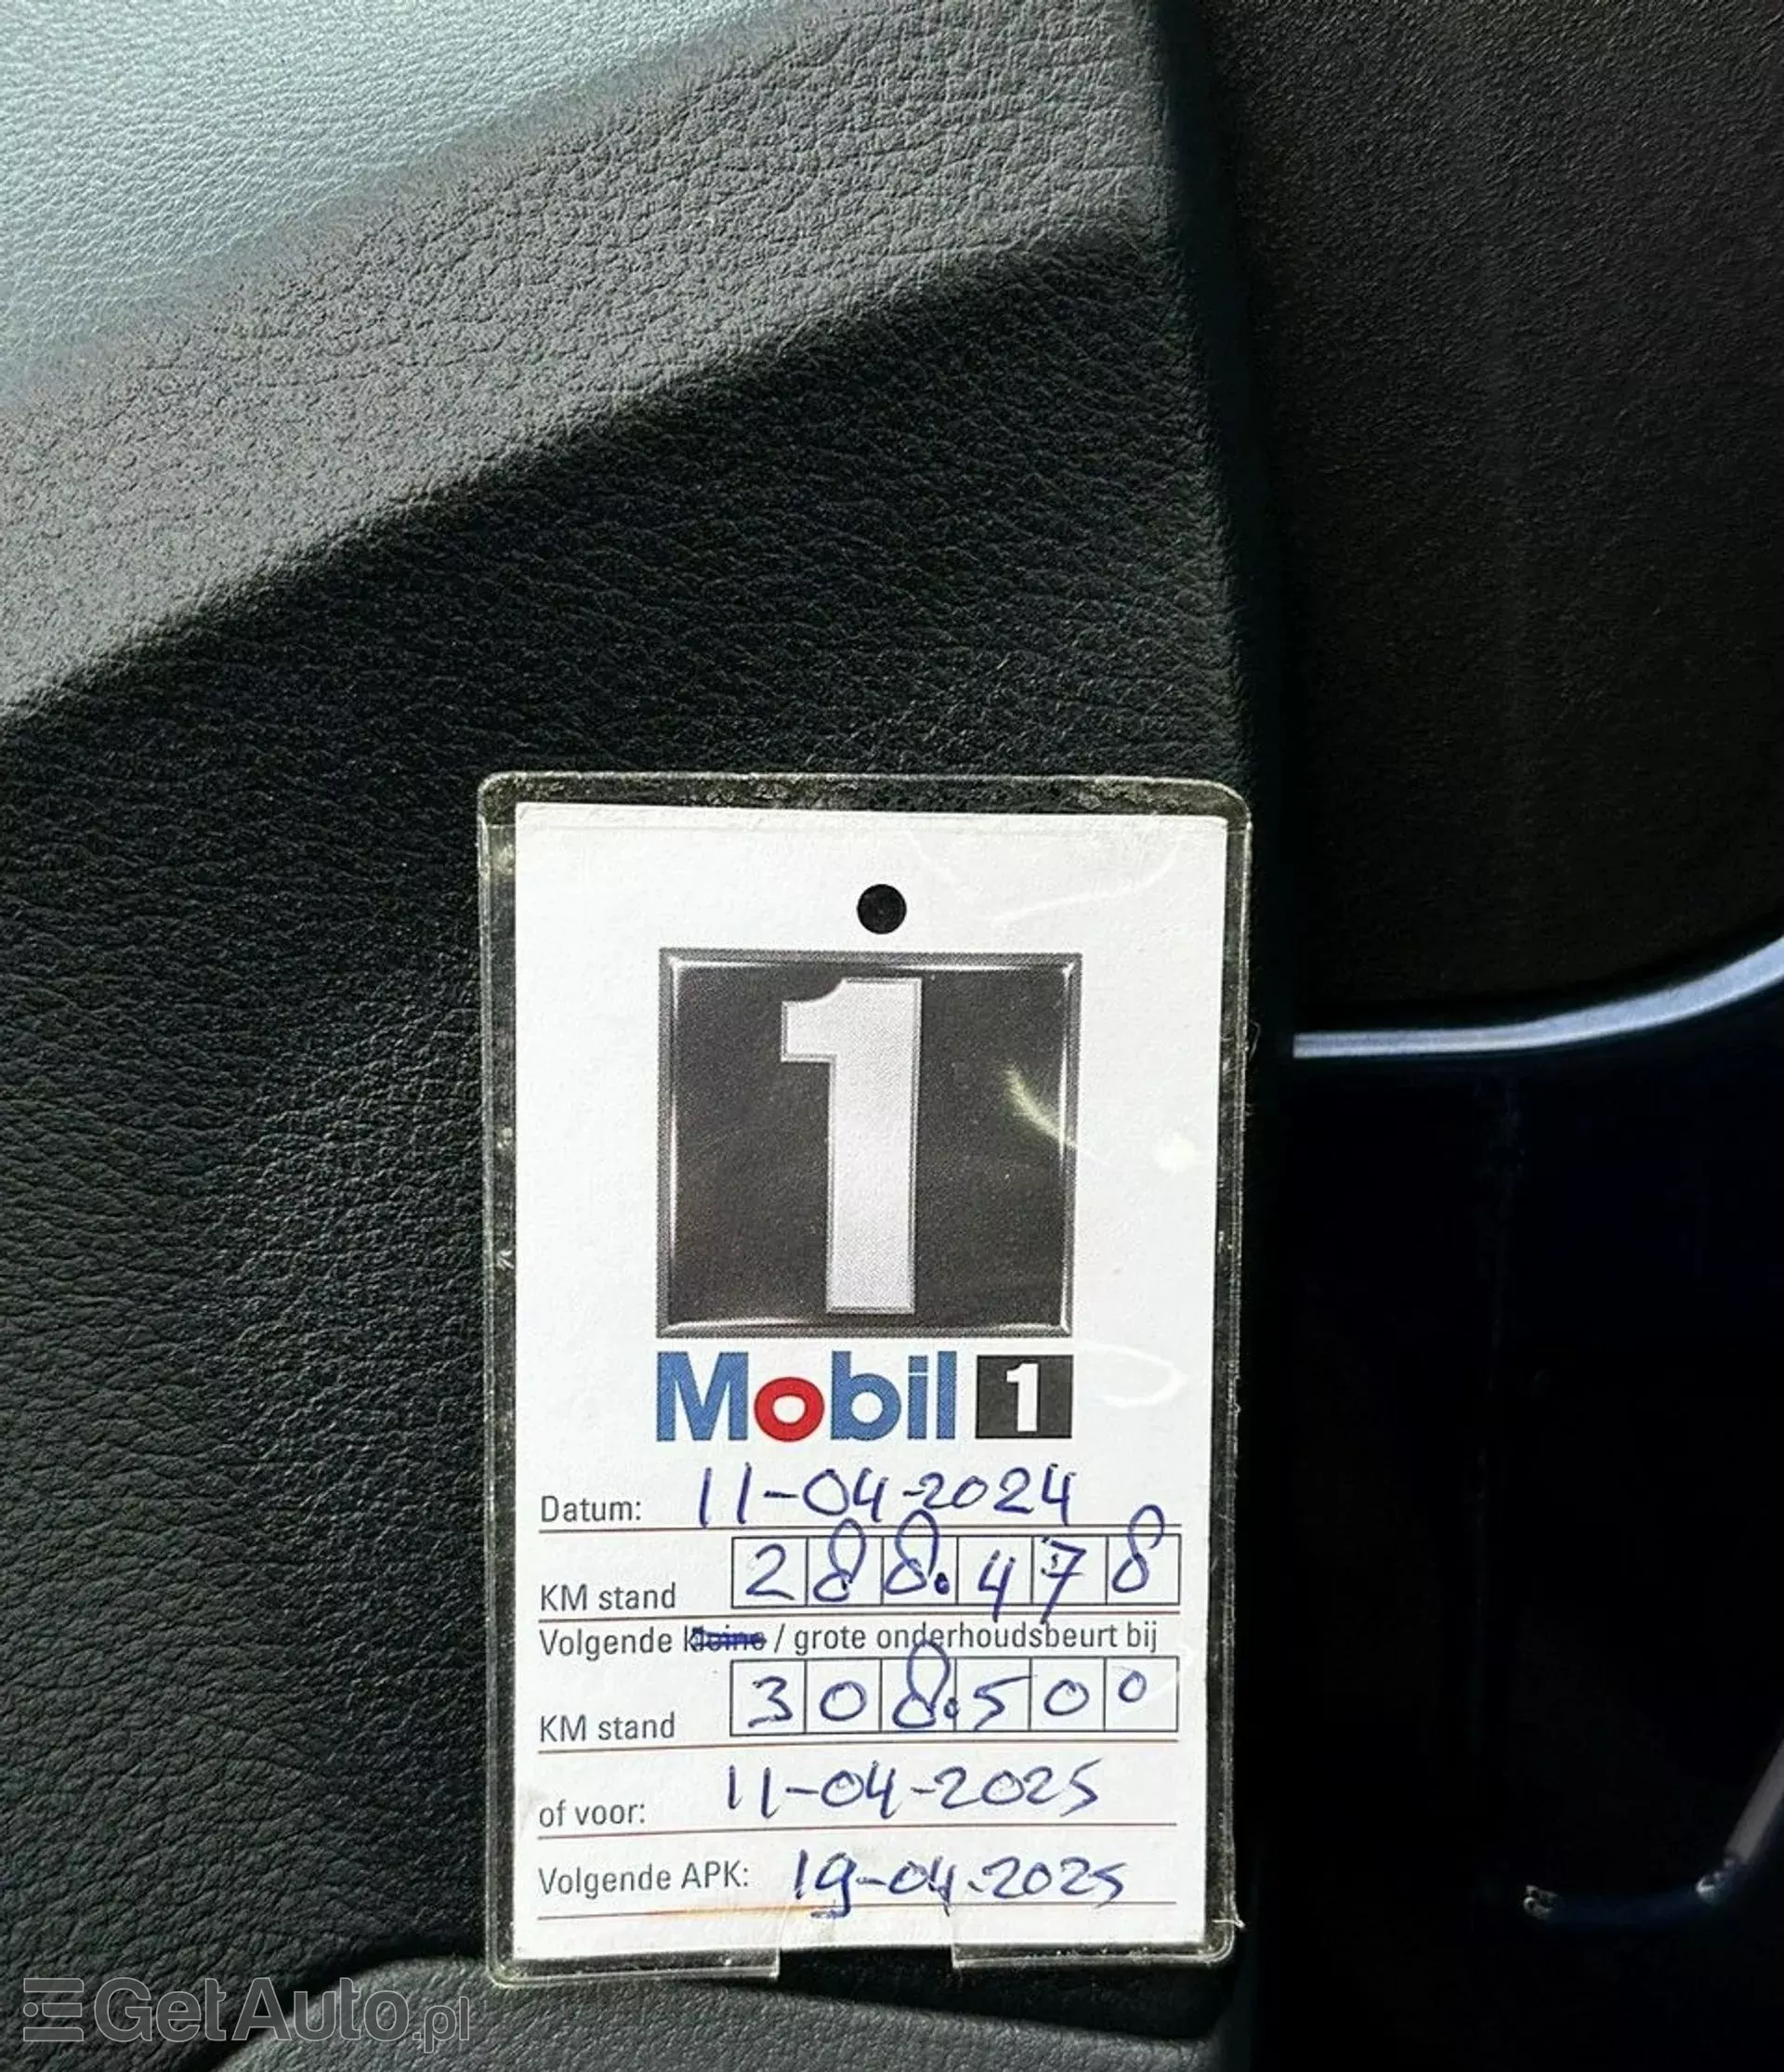 1
Mobil 1
Datum: 11-04-2024
KM stand 288.478
Volgende kleine / grote onderhoudsbeurt bij
KM stand 308.500
of voor: 11-04-2025
Volgende APK: 19-04-2025
GetAuto.pl